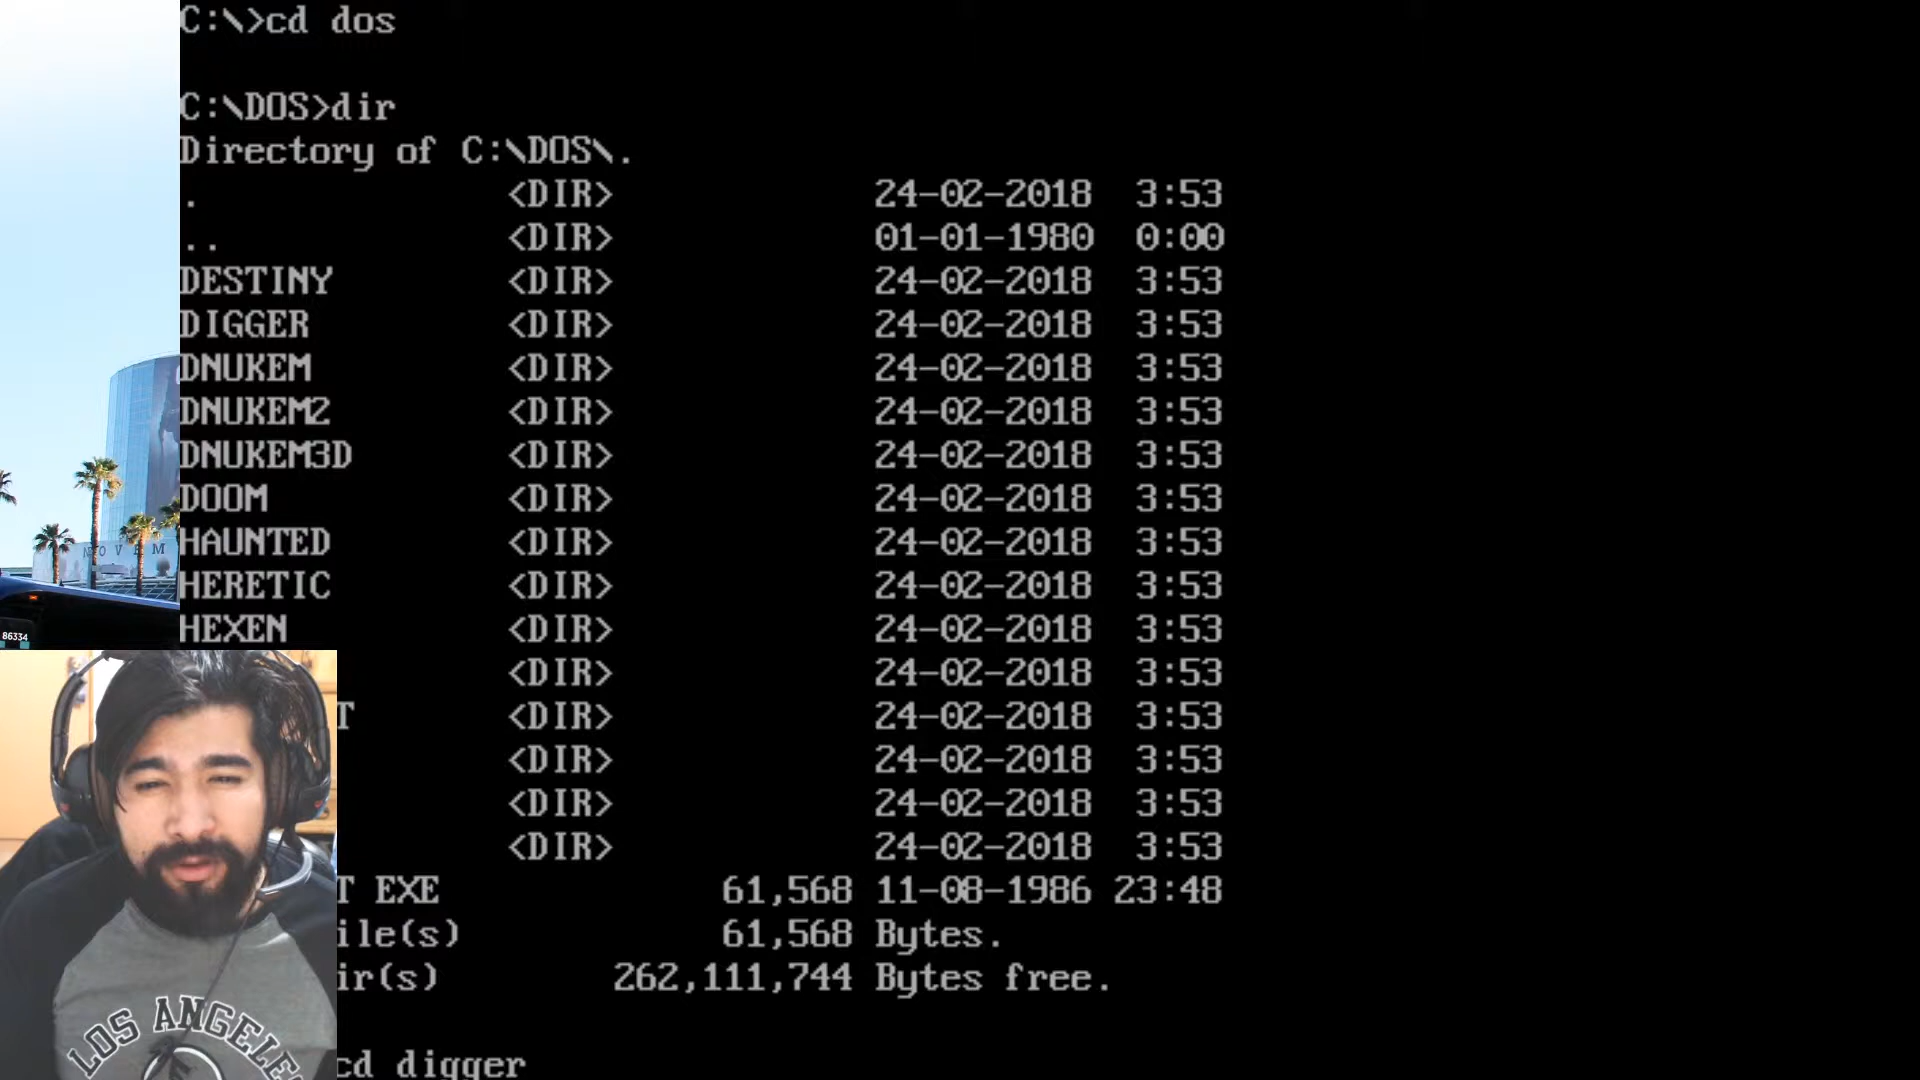 C:\>cd dos
C:\DOS>dir
Directory of C:\DOS\.
. <DIR> 24-02-2018 3:53
.. <DIR> 01-01-1980 0:00
DESTINY <DIR> 24-02-2018 3:53
DIGGER <DIR> 24-02-2018 3:53
DNUKEM <DIR> 24-02-2018 3:53
DNUKEM2 <DIR> 24-02-2018 3:53
DNUKEM3D <DIR> 24-02-2018 3:53
DOOM <DIR> 24-02-2018 3:53
HAUNTED <DIR> 24-02-2018 3:53
HERETIC <DIR> 24-02-2018 3:53
HEXEN <DIR> 24-02-2018 3:53
<DIR> 24-02-2018 3:53
T <DIR> 24-02-2018 3:53
<DIR> 24-02-2018 3:53
<DIR> 24-02-2018 3:53
<DIR> 24-02-2018 3:53
T EXE 61,568 11-08-1986 23:48
ile(s) 61,568 Bytes.
ir(s) 262,111,744 Bytes free.
cd digger
NOVEM
86334
LOS ANGELE